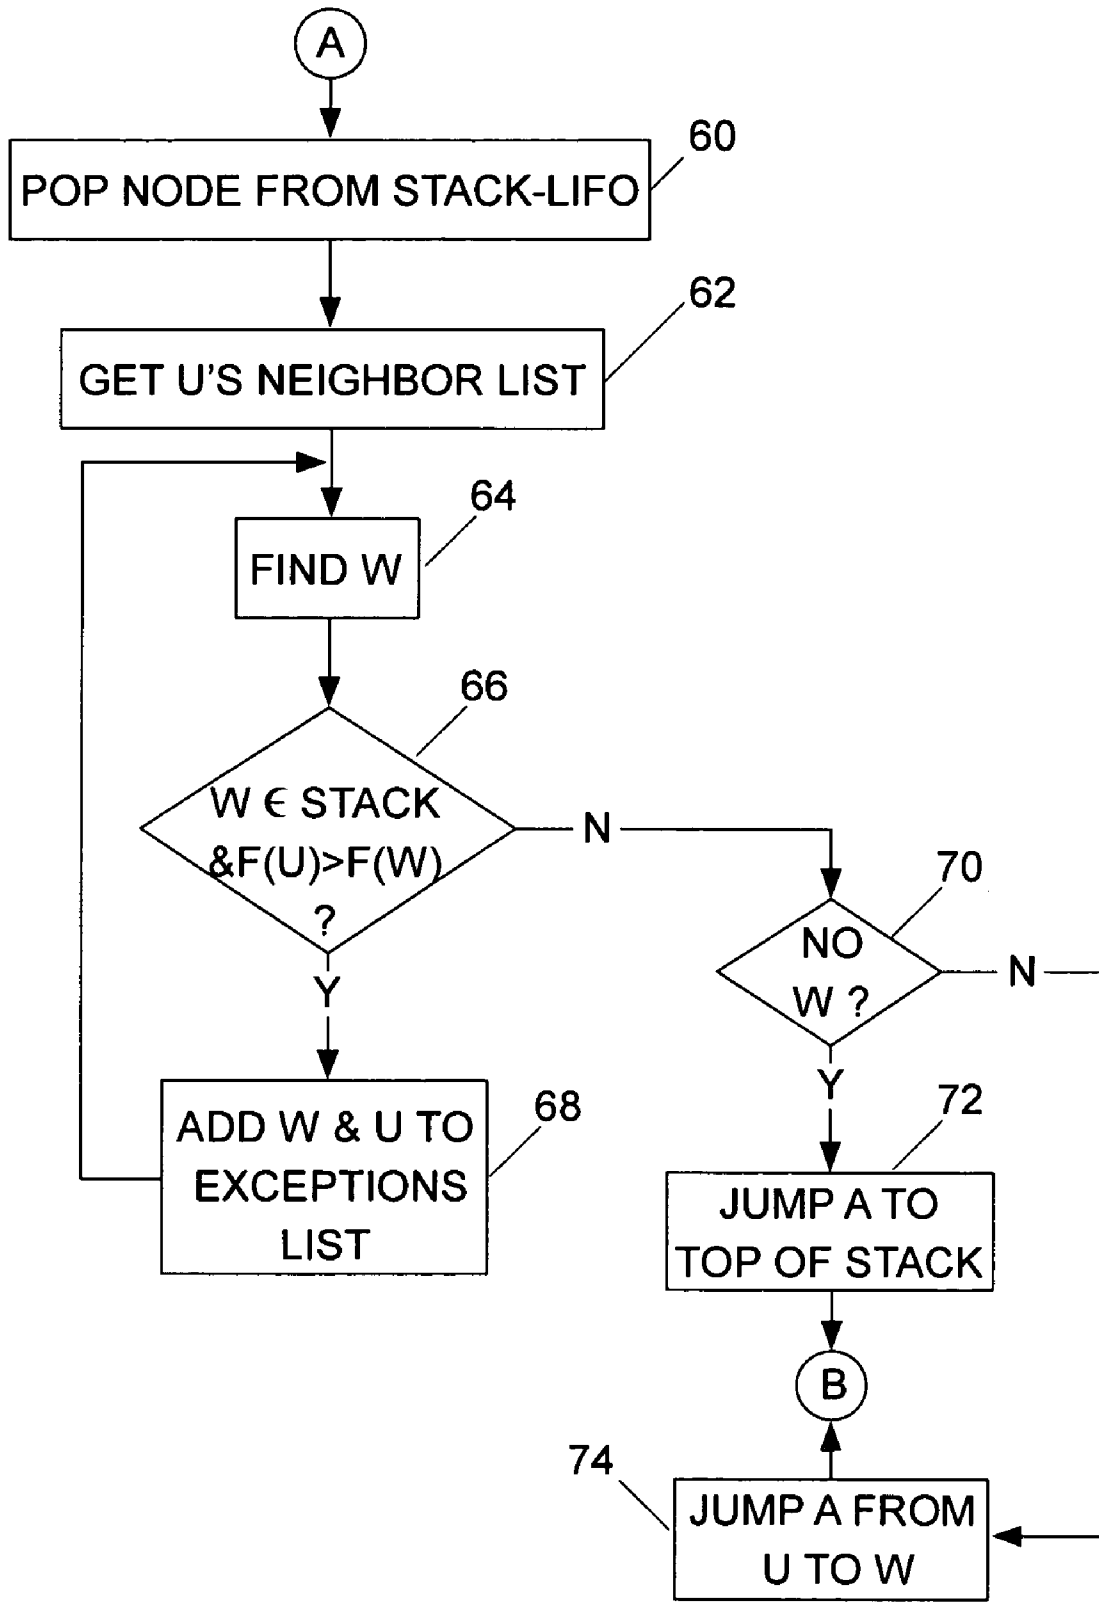 A
60
POP NODE FROM STACK-LIFO
62
GET U'S NEIGHBOR LIST
64
FIND W
66
W ϵ STACK
&F(U)>F(W)
?
N
Y
68
ADD W & U TO
EXCEPTIONS
LIST
70
NO
W ?
N
Y
72
JUMP A TO
TOP OF STACK
B
74
JUMP A FROM
U TO W